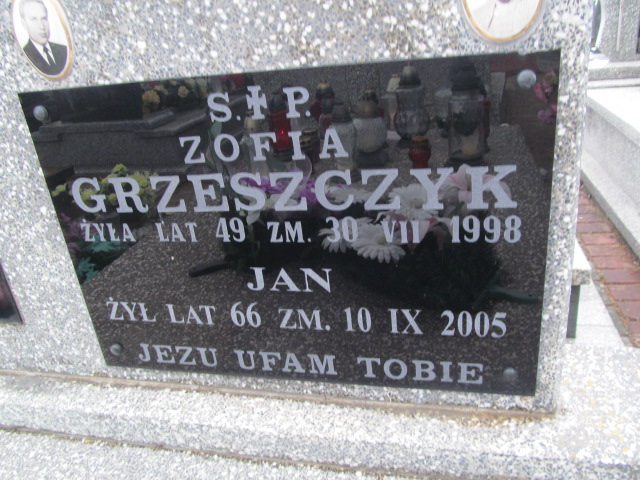 Ś.†P.
ZOFIA
GRZESZCZYK
ŻYŁA LAT 49 ZM. 30 VII 1998
JAN
ŻYŁ LAT 66 ZM. 10 IX 2005
JEZU UFAM TOBIE